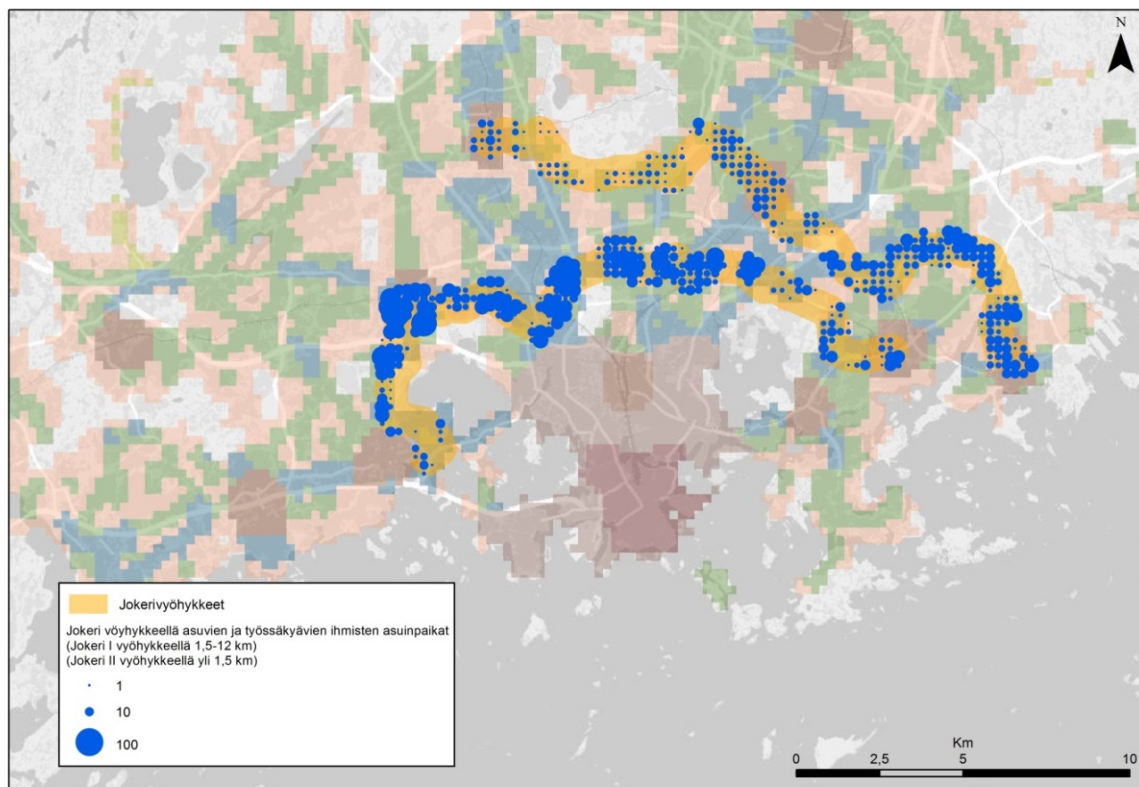 N
Jokerivyöhykkeet
Jokeri vöyhykkeellä asuvien ja työssäkäyvien ihmisten asuinpaikat
(Jokeri I vyöhykkeellä 1,5-12 km)
(Jokeri II vyöhykkeellä yli 1,5 km)
1
10
100
Km
0 2,5 5 10